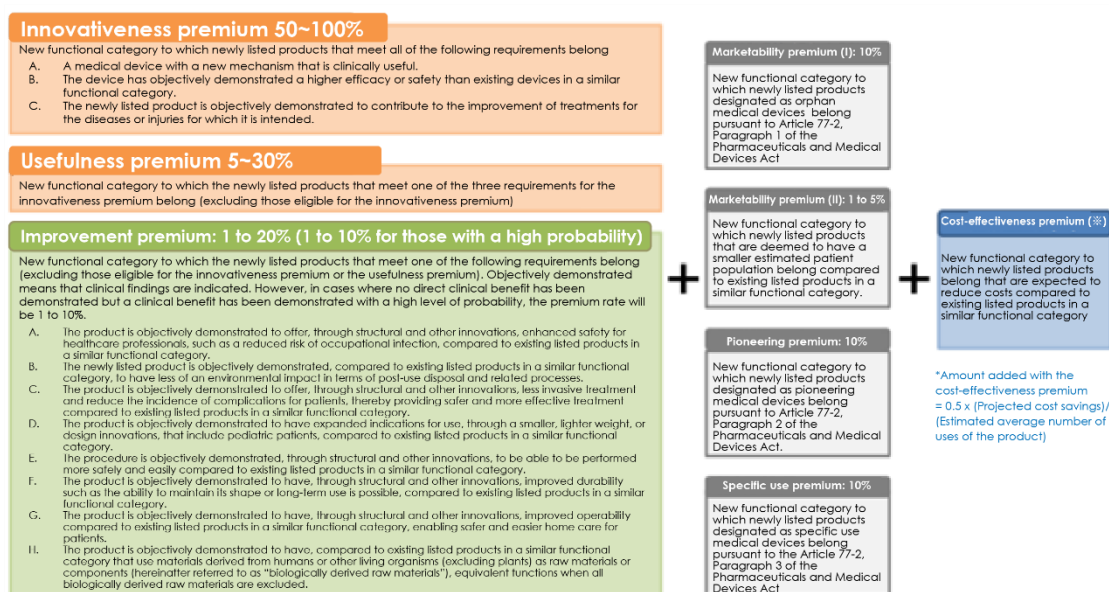 Innovativeness premium 50~100%
New functional category to which newly listed products that meet all of the following requirements belong
A. A medical device with a new mechanism that is clinically useful.
B. The device has objectively demonstrated a higher efficacy or safety than existing devices in a similar
functional category.
C. The newly listed product is objectively demonstrated to contribute to the improvement of treatments for
the diseases or injuries for which it is intended.
Usefulness premium 5~30%
New functional category to which the newly listed products that meet one of the three requirements for the
innovativeness premium belong (excluding those eligible for the innovativeness premium)
Improvement premium: 1 to 20% (1 to 10% for those with a high probability)
New functional category to which the newly listed products that meet one of the following requirements belong
(excluding those eligible for the innovativeness premium or the usefulness premium). Objectively demonstrated
means that clinical findings are indicated. However, in cases where no direct clinical benefit has been
demonstrated but a clinical benefit has been demonstrated with a high level of probability, the premium rate will
be 1 to 10%.
A. The product is objectively demonstrated to offer, through structural and other innovations, enhanced safety for
healthcare professionals, such as a reduced risk of occupational infection, compared to existing listed products in
a similar functional category.
B. The newly listed product is objectively demonstrated, compared to existing listed products in a similar functional
category, to have less of an environmental impact in terms of post-use disposal and related processes.
C. The product is objectively demonstrated to offer, through structural and other innovations, less invasive treatment
and reduce the incidence of complications for patients, thereby providing safer and more effective treatment
compared to existing listed products in a similar functional category.
D. The product is objectively demonstrated to have expanded indications for use, through a smaller, lighter weight, or
design innovations, that include pediatric patients, compared to existing listed products in a similar functional
category.
E. The procedure is objectively demonstrated, through structural and other innovations, to be able to be performed
more safely and easily compared to existing listed products in a similar functional category.
F. The product is objectively demonstrated to have, through structural and other innovations, improved durability
such as the ability to maintain its shape or long-term use is possible, compared to existing listed products in a similar
functional category.
G. The product is objectively demonstrated to have, through structural and other innovations, improved operability
compared to existing listed products in a similar functional category, enabling safer and easier home care for
patients.
H. The product is objectively demonstrated to have, compared to existing listed products in a similar functional
category that use materials derived from humans or other living organisms (excluding plants) as raw materials or
components (hereinafter referred to as "biologically derived raw materials"), equivalent functions when all
biologically derived raw materials are excluded.
+
Marketability premium (I): 10%
New functional category to
which newly listed products
designated as orphan
medical devices belong
pursuant to Article 77-2,
Paragraph 1 of the
Pharmaceuticals and Medical
Devices Act
Marketability premium (II): 1 to 5%
New functional category to
which newly listed products
that are deemed to have a
smaller estimated patient
population belong compared
to existing listed products in a
similar functional category.
Pioneering premium: 10%
New functional category to
which newly listed products
designated as pioneering
medical devices belong
pursuant to Article 77-2,
Paragraph 2 of the
Pharmaceuticals and Medical
Devices Act.
Specific use premium: 10%
New functional category to
which newly listed products
designated as specific use
medical devices belong
pursuant to the Article 77-2,
Paragraph 3 of the
Pharmaceuticals and Medical
Devices Act
+
Cost-effectiveness premium (※)
New functional category to
which newly listed products
belong that are expected to
reduce costs compared to
existing listed products in a
similar functional category
*Amount added with the
cost-effectiveness premium
= 0.5 x (Projected cost savings)/
(Estimated average number of
uses of the product)